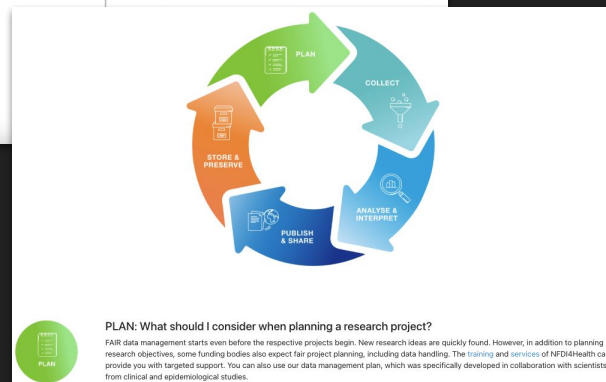 PLAN
COLLECT
ANALYSE &
INTERPRET
PUBLISH
& SHARE
STORE &
PRESERVE
PLAN
PLAN: What should I consider when planning a research project?
FAIR data management starts even before the respective projects begin. New research ideas are quickly found. However, in addition to planning
research objectives, some funding bodies also expect fair project planning, including data handling. The training and services of NFDI4Health ca
provide you with targeted support. You can also use our data management plan, which was specifically developed in collaboration with scientists
from clinical and epidemiological studies.